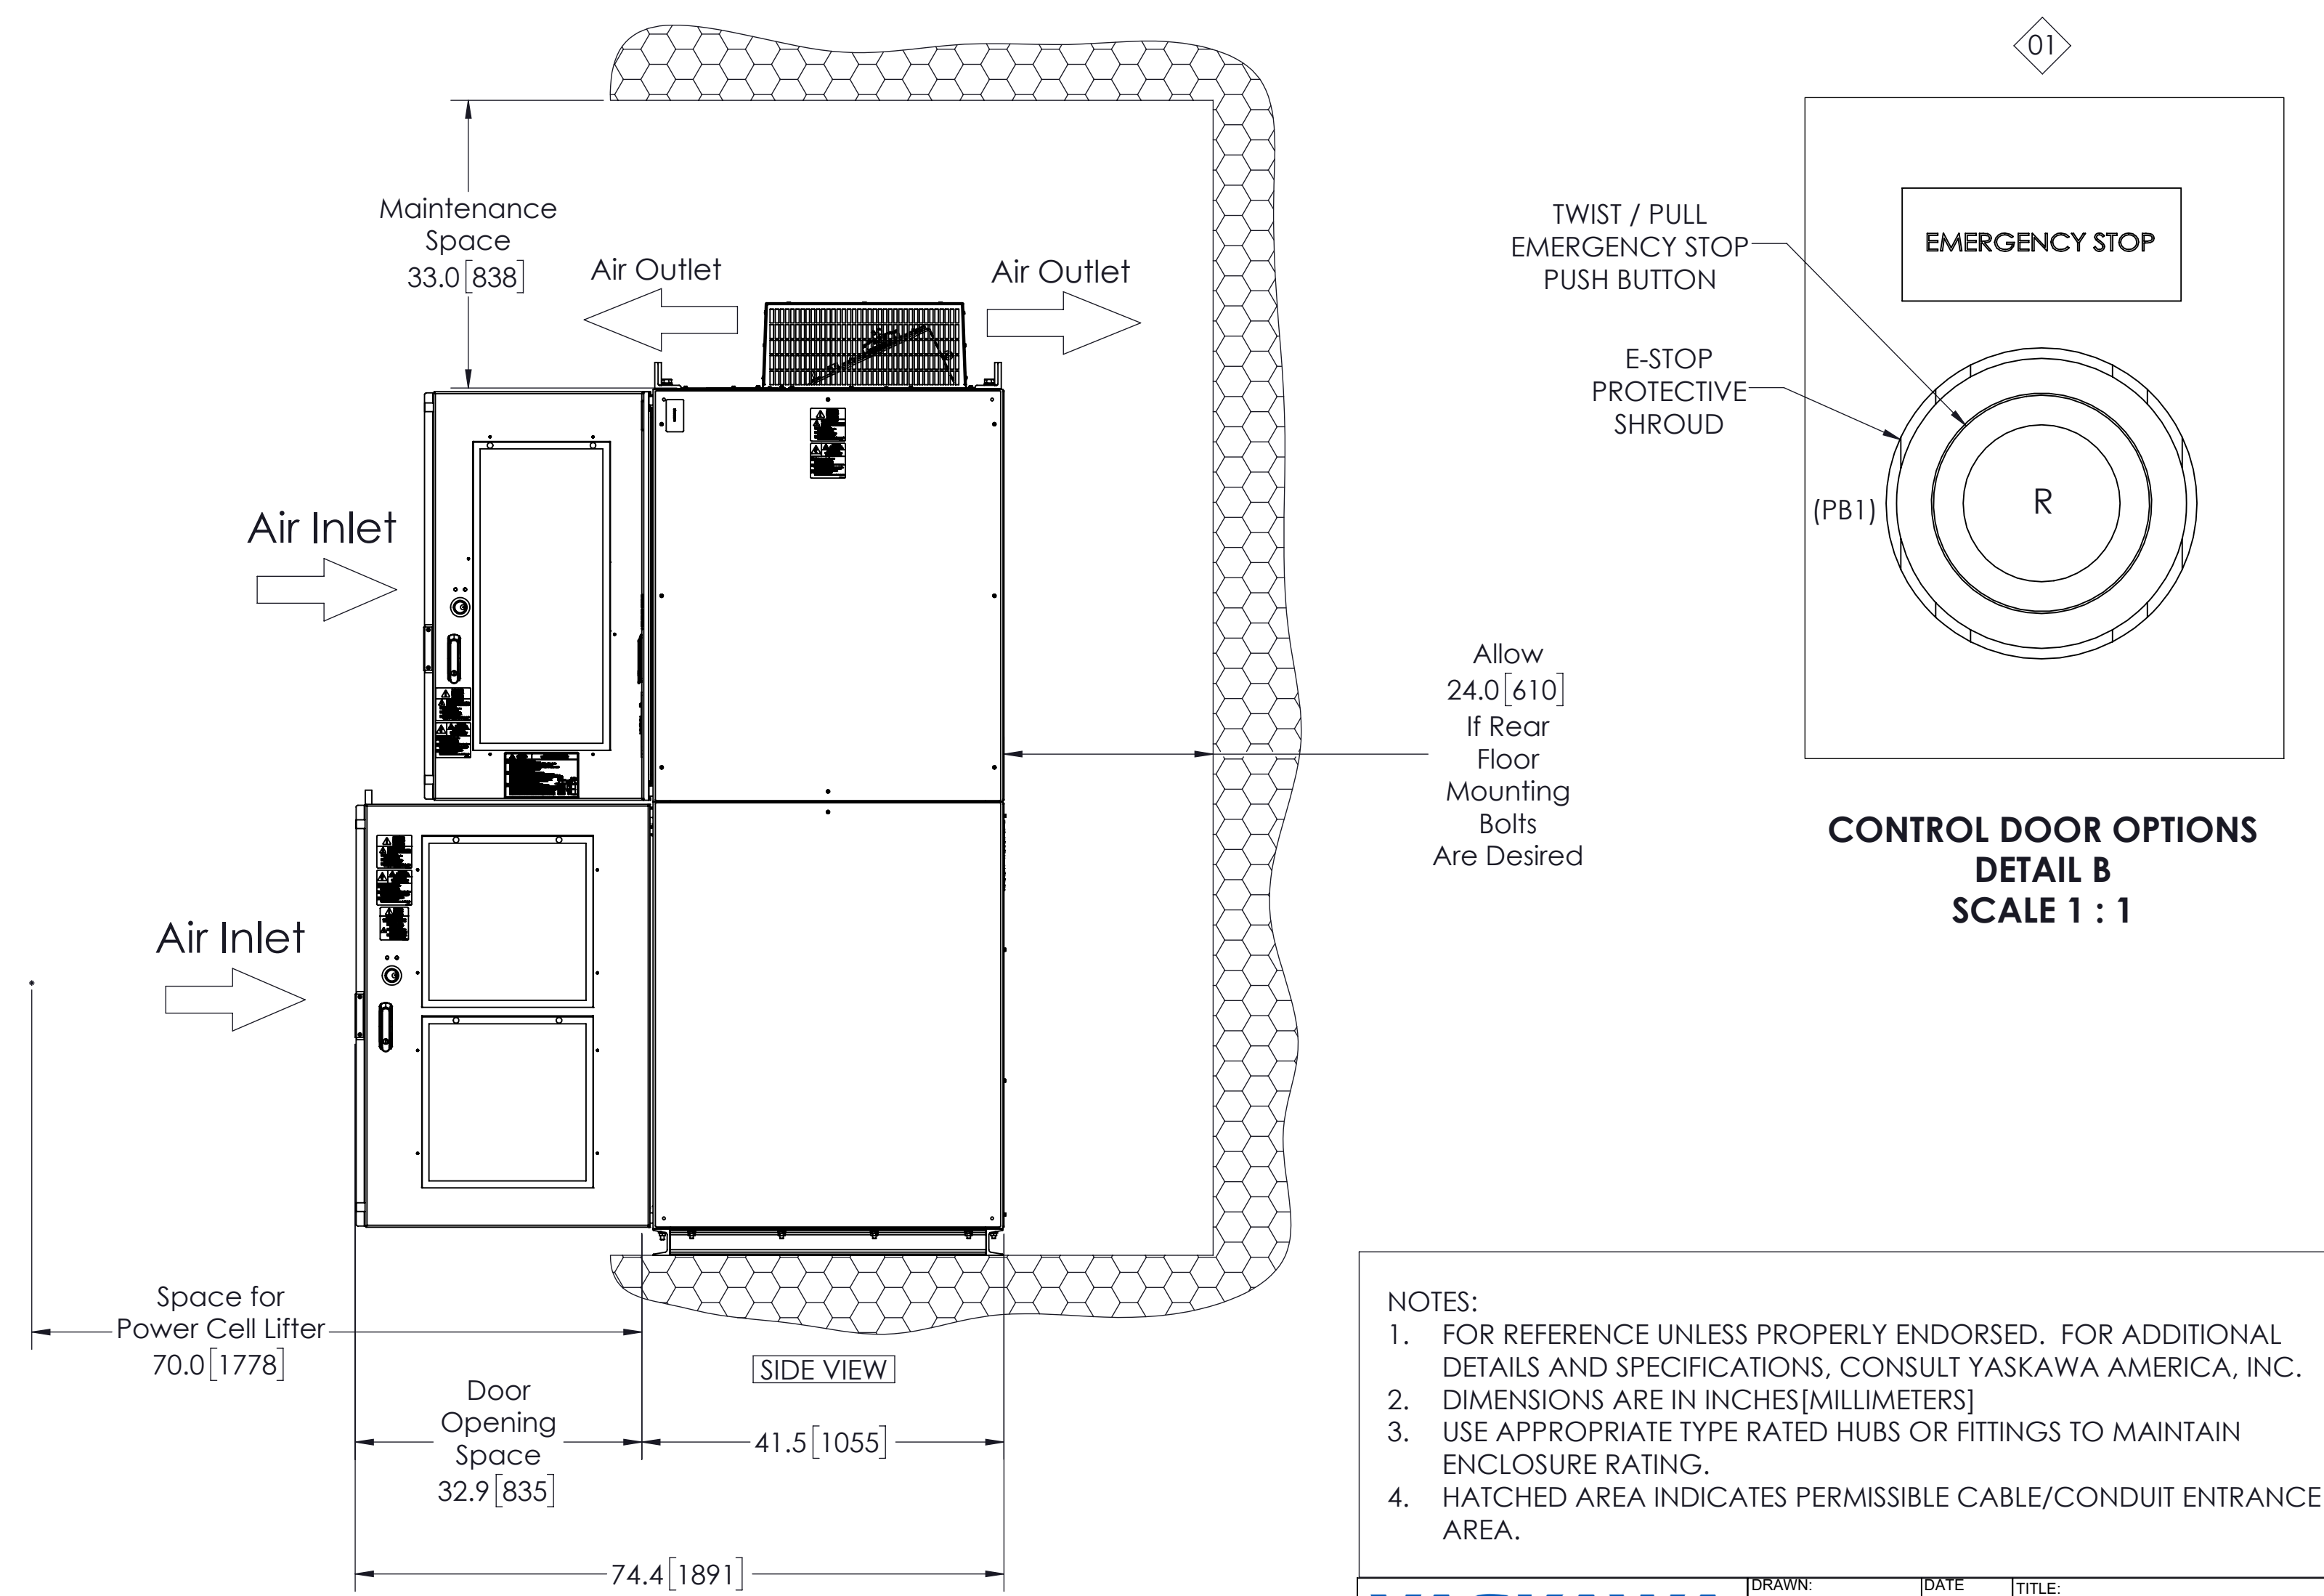 01
Maintenance
Space
33.0[838]
Air Outlet
Air Outlet
TWIST / PULL
EMERGENCY STOP
PUSH BUTTON
EMERGENCY STOP
E-STOP
PROTECTIVE
SHROUD
(PB1)
R
Air Inlet
Allow
24.0[610]
If Rear
Floor
Mounting
Bolts
Are Desired
CONTROL DOOR OPTIONS
DETAIL B
SCALE 1 : 1
Air Inlet
Space for
Power Cell Lifter
70.0[1778]
SIDE VIEW
Door
Opening
Space
32.9[835]
41.5[1055]
74.4[1891]
NOTES:
1. FOR REFERENCE UNLESS PROPERLY ENDORSED. FOR ADDITIONAL
DETAILS AND SPECIFICATIONS, CONSULT YASKAWA AMERICA, INC.
2. DIMENSIONS ARE IN INCHES[MILLIMETERS]
3. USE APPROPRIATE TYPE RATED HUBS OR FITTINGS TO MAINTAIN
ENCLOSURE RATING.
4. HATCHED AREA INDICATES PERMISSIBLE CABLE/CONDUIT ENTRANCE
AREA.
DRAWN:
DATE
TITLE: